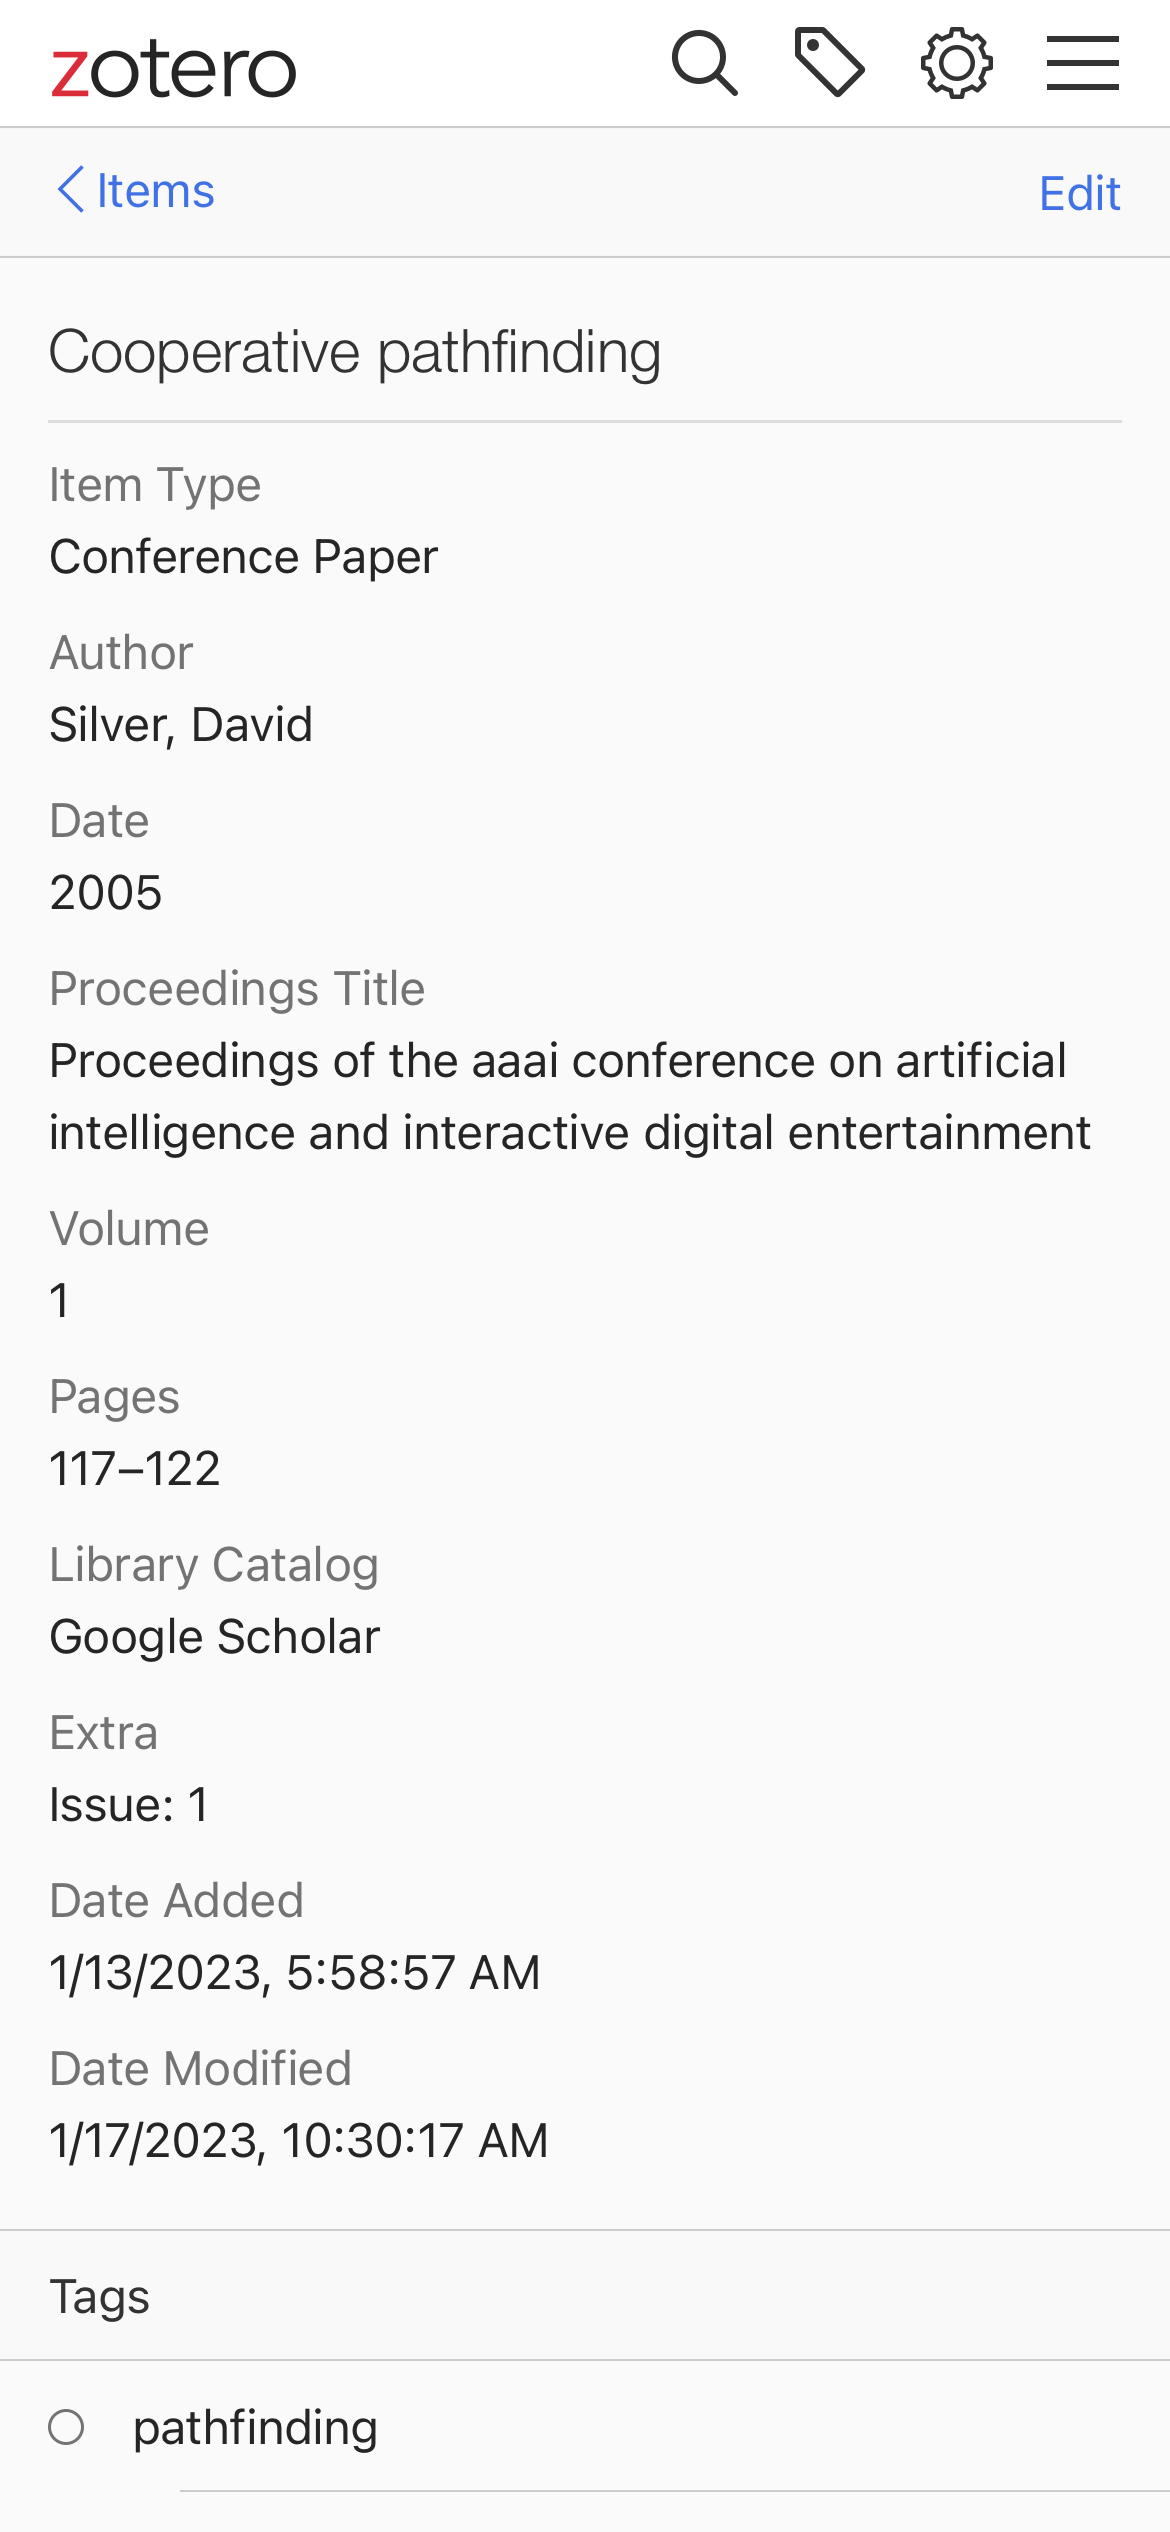 zotero
Items
Edit
Cooperative pathfinding
Item Type
Conference Paper
Author
Silver, David
Date
2005
Proceedings Title
Proceedings of the aaai conference on artificial
intelligence and interactive digital entertainment
Volume
1
Pages
117–122
Library Catalog
Google Scholar
Extra
Issue: 1
Date Added
1/13/2023, 5:58:57 AM
Date Modified
1/17/2023, 10:30:17 AM
Tags
pathfinding